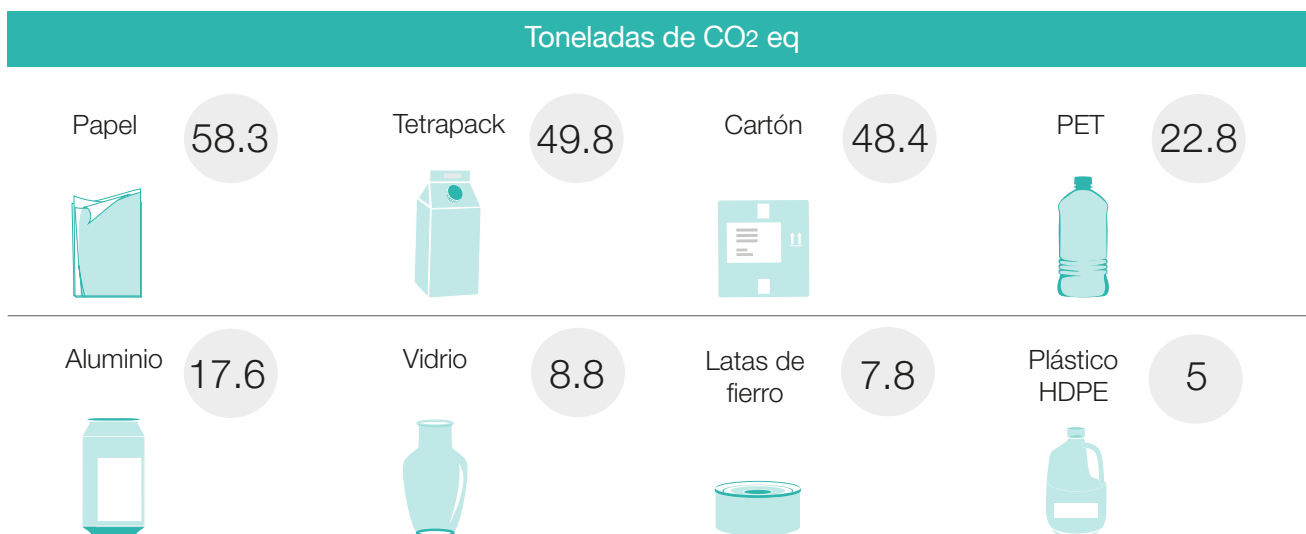 Toneladas de CO2 eq
Papel
58.3
Tetrapack
49.8
Cartón
48.4
PET
22.8
Aluminio
17.6
Vidrio
8.8
Latas de
fierro
7.8
Plástico
HDPE
5